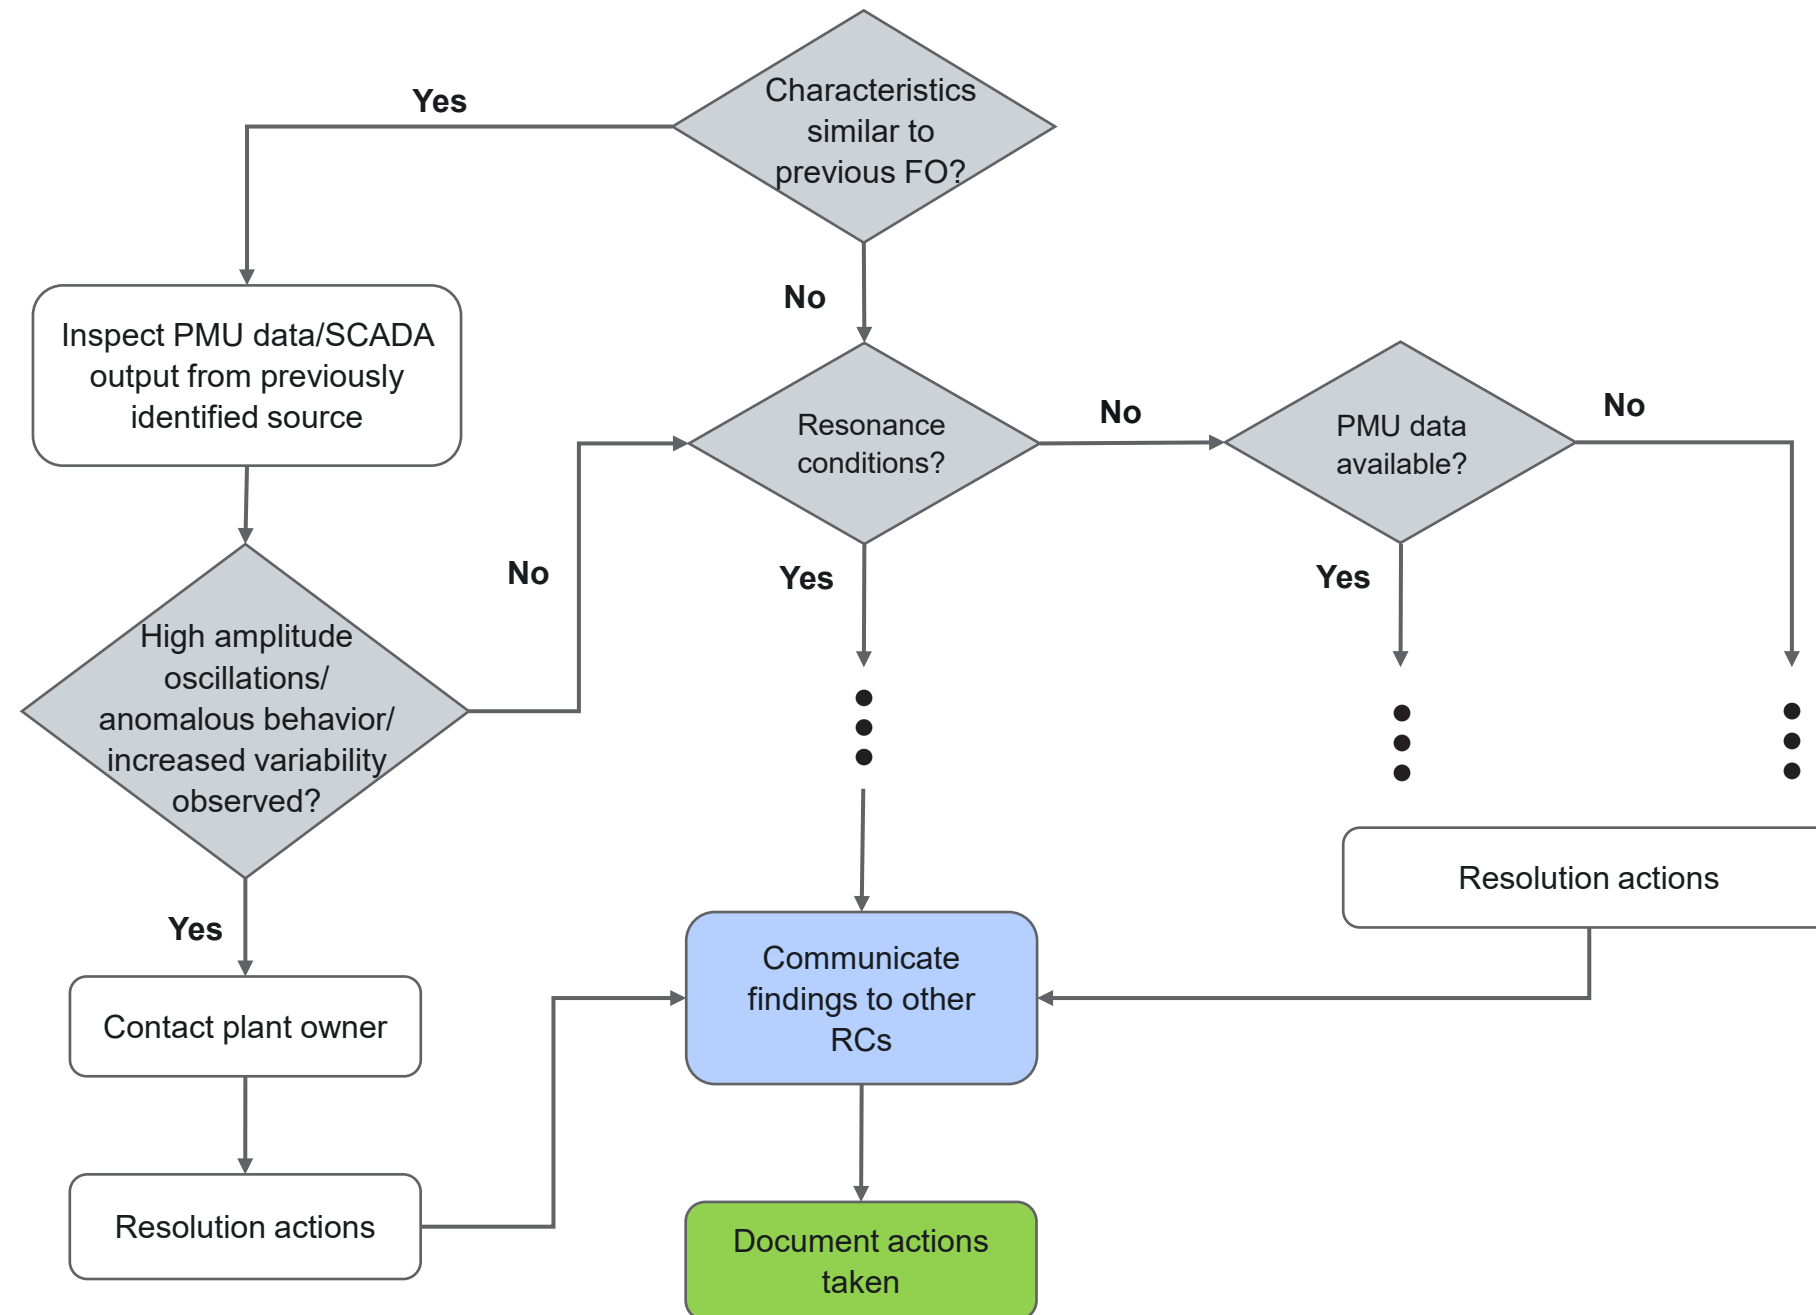 Characteristics
similar to
previous FO?
Yes
No
Inspect PMU data/SCADA
output from previously
identified source
Resonance
conditions?
No
PMU data
available?
No
High amplitude
oscillations/
anomalous behavior/
increased variability
observed?
No
Yes
Yes
Resolution actions
Yes
Contact plant owner
Communicate
findings to other
RCs
Resolution actions
Document actions
taken